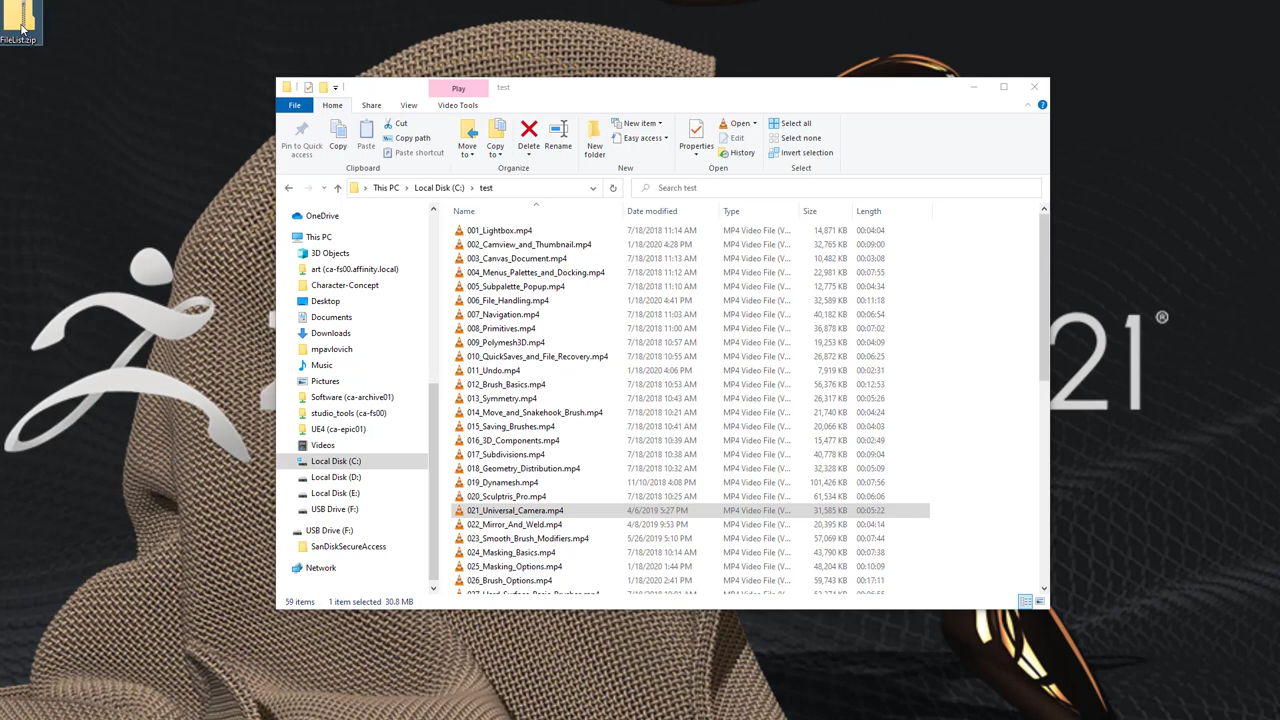 FileList.zip
Play
test
File
Home
Share
View
Video Tools
Pin to Quick access
Copy
Paste
Cut
Copy path
Paste shortcut
Clipboard
Move to
Copy to
Delete
Rename
Organize
New folder
New item
Easy access
New
Properties
Open
Edit
History
Open
Select all
Select none
Invert selection
Select
This PC
Local Disk (C:)
test
Search test
OneDrive
This PC
3D Objects
art (ca-fs00.affinity.local)
Character-Concept
Desktop
Documents
Downloads
mpavlovich
Music
Pictures
Software (ca-archive01)
studio_tools (ca-fs00)
UE4 (ca-epic01)
Videos
Local Disk (C:)
Local Disk (D:)
Local Disk (E:)
USB Drive (F:)
USB Drive (F:)
SanDiskSecureAccess
Network
Name Date modified Type Size Length
001_Lightbox.mp4 7/18/2018 11:14 AM MP4 Video File (V... 14,871 KB 00:04:04
002_Camview_and_Thumbnail.mp4 1/18/2020 4:28 PM MP4 Video File (V... 32,765 KB 00:09:00
003_Canvas_Document.mp4 7/18/2018 11:13 AM MP4 Video File (V... 10,482 KB 00:03:08
004_Menus_Palettes_and_Docking.mp4 7/18/2018 11:12 AM MP4 Video File (V... 22,981 KB 00:07:55
005_Subpalette_Popup.mp4 7/18/2018 11:10 AM MP4 Video File (V... 12,775 KB 00:04:34
006_File_Handling.mp4 1/18/2020 4:41 PM MP4 Video File (V... 32,589 KB 00:11:18
007_Navigation.mp4 7/18/2018 11:03 AM MP4 Video File (V... 40,182 KB 00:06:54
008_Primitives.mp4 7/18/2018 11:00 AM MP4 Video File (V... 36,878 KB 00:07:02
009_Polymesh3D.mp4 7/18/2018 10:57 AM MP4 Video File (V... 19,253 KB 00:04:09
010_QuickSaves_and_File_Recovery.mp4 7/18/2018 10:55 AM MP4 Video File (V... 26,872 KB 00:06:25
011_Undo.mp4 1/18/2020 4:06 PM MP4 Video File (V... 7,919 KB 00:02:31
012_Brush_Basics.mp4 7/18/2018 10:53 AM MP4 Video File (V... 56,376 KB 00:12:53
013_Symmetry.mp4 7/18/2018 10:43 AM MP4 Video File (V... 26,317 KB 00:05:26
014_Move_and_Snakehook_Brush.mp4 7/18/2018 10:21 AM MP4 Video File (V... 21,740 KB 00:04:24
015_Saving_Brushes.mp4 7/18/2018 10:41 AM MP4 Video File (V... 26,427 KB 00:04:03
016_3D_Components.mp4 7/18/2018 10:39 AM MP4 Video File (V... 15,477 KB 00:02:49
017_Subdivisions.mp4 7/18/2018 10:38 AM MP4 Video File (V... 40,778 KB 00:09:04
018_Geometry_Distribution.mp4 7/18/2018 10:32 AM MP4 Video File (V... 32,328 KB 00:05:09
019_Dynamesh.mp4 11/10/2018 4:08 PM MP4 Video File (V... 101,426 KB 00:07:56
020_Sculptris_Pro.mp4 7/18/2018 10:25 AM MP4 Video File (V... 61,534 KB 00:06:06
021_Universal_Camera.mp4 4/6/2019 5:27 PM MP4 Video File (V... 31,585 KB 00:05:22
022_Mirror_And_Weld.mp4 4/8/2019 9:53 PM MP4 Video File (V... 20,395 KB 00:04:14
023_Smooth_Brush_Modifiers.mp4 5/26/2019 5:10 PM MP4 Video File (V... 57,069 KB 00:07:44
024_Masking_Basics.mp4 7/18/2018 10:14 AM MP4 Video File (V... 43,790 KB 00:07:38
025_Masking_Options.mp4 1/18/2020 1:44 PM MP4 Video File (V... 48,204 KB 00:10:09
026_Brush_Options.mp4 1/18/2020 2:41 PM MP4 Video File (V... 59,743 KB 00:17:11
59 items 1 item selected 30.8 MB
21®